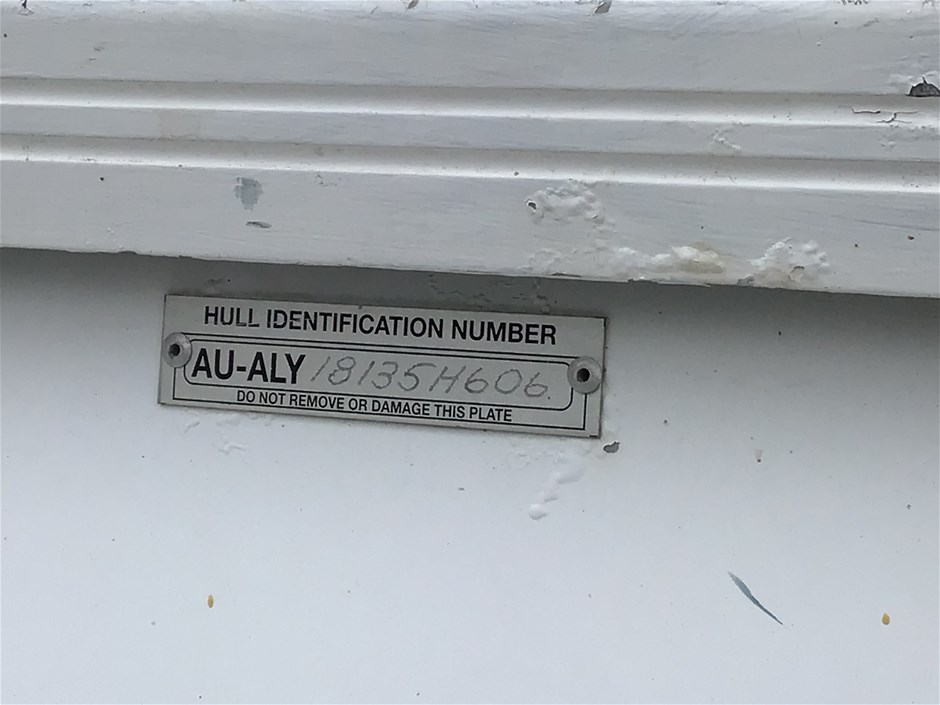 HULL IDENTIFICATION NUMBER
AU-ALY 18135H606.
DO NOT REMOVE OR DAMAGE THIS PLATE